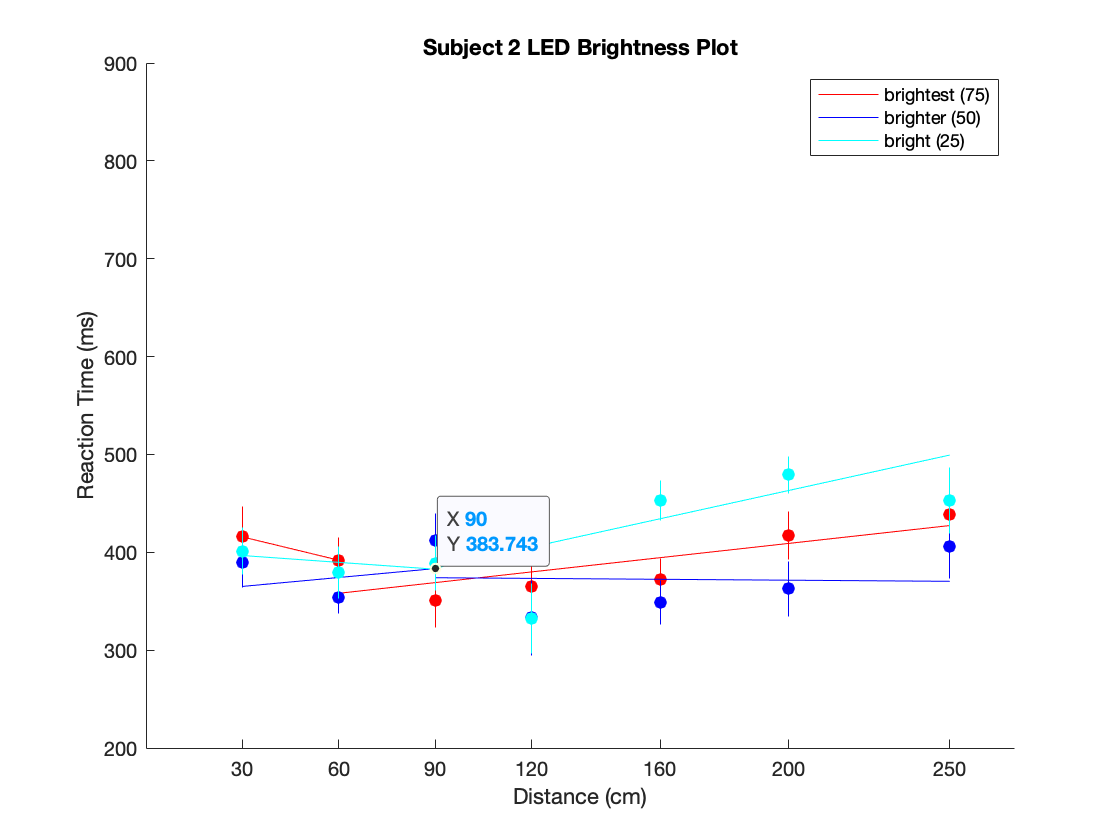 Subject 2 LED Brightness Plot
900
800
700
600
500
400
300
200
Reaction Time (ms)
brightest (75)
brighter (50)
bright (25)
X 90
Y 383.743
30 60 90 120 160 200 250
Distance (cm)